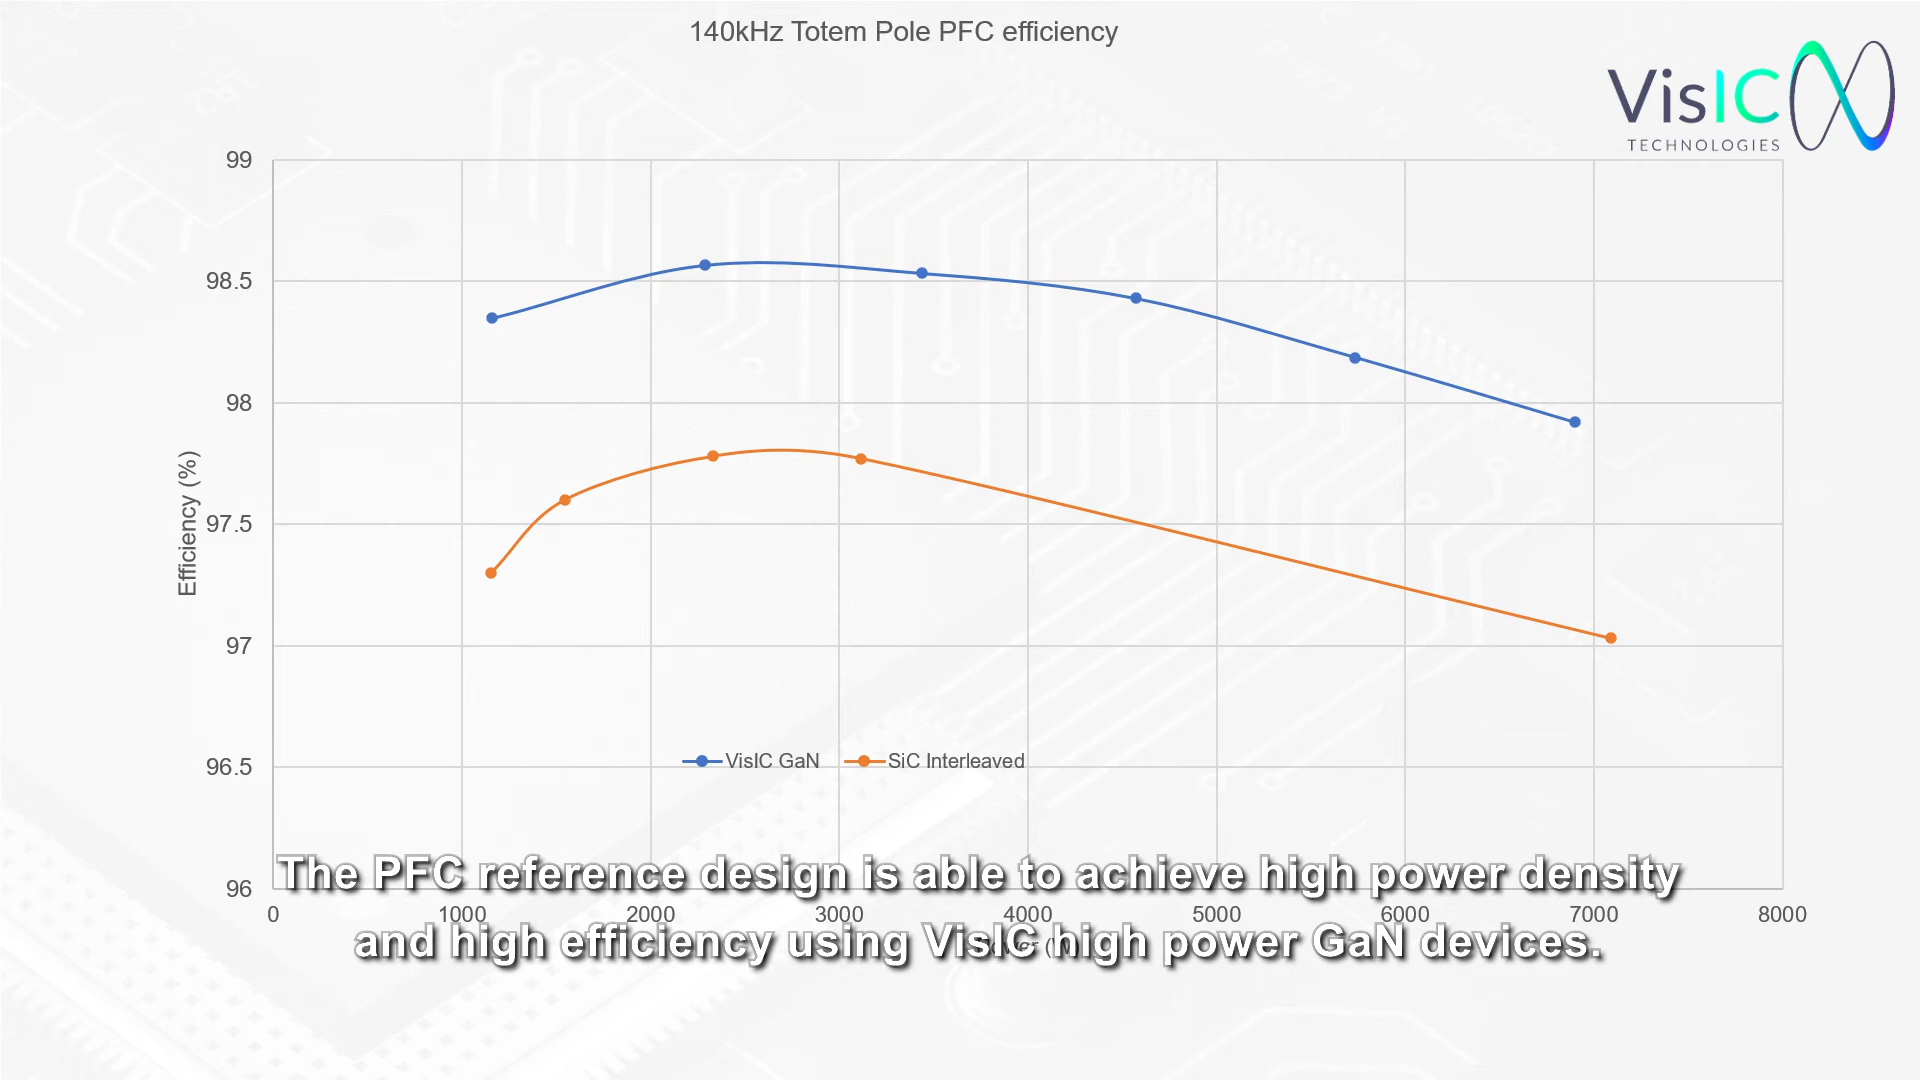 140kHz Totem Pole PFC efficiency
VisIC
TECHNOLOGIES
99
98.5
98
97.5
97
96.5
96
Efficiency (%)
VisIC GaN
SiC Interleaved
0
1000
2000
3000
4000
5000
6000
7000
8000
The PFC reference design is able to achieve high power density
and high efficiency using VisIC high power GaN devices.